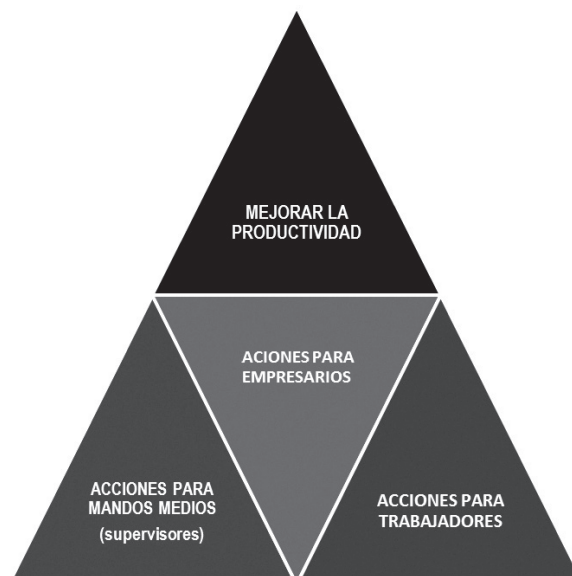 MEJORAR LA
PRODUCTIVIDAD
ACIONES PARA
EMPRESARIOS
ACCIONES PARA
MANDOS MEDIOS
(supervisores)
ACCIONES PARA
TRABAJADORES